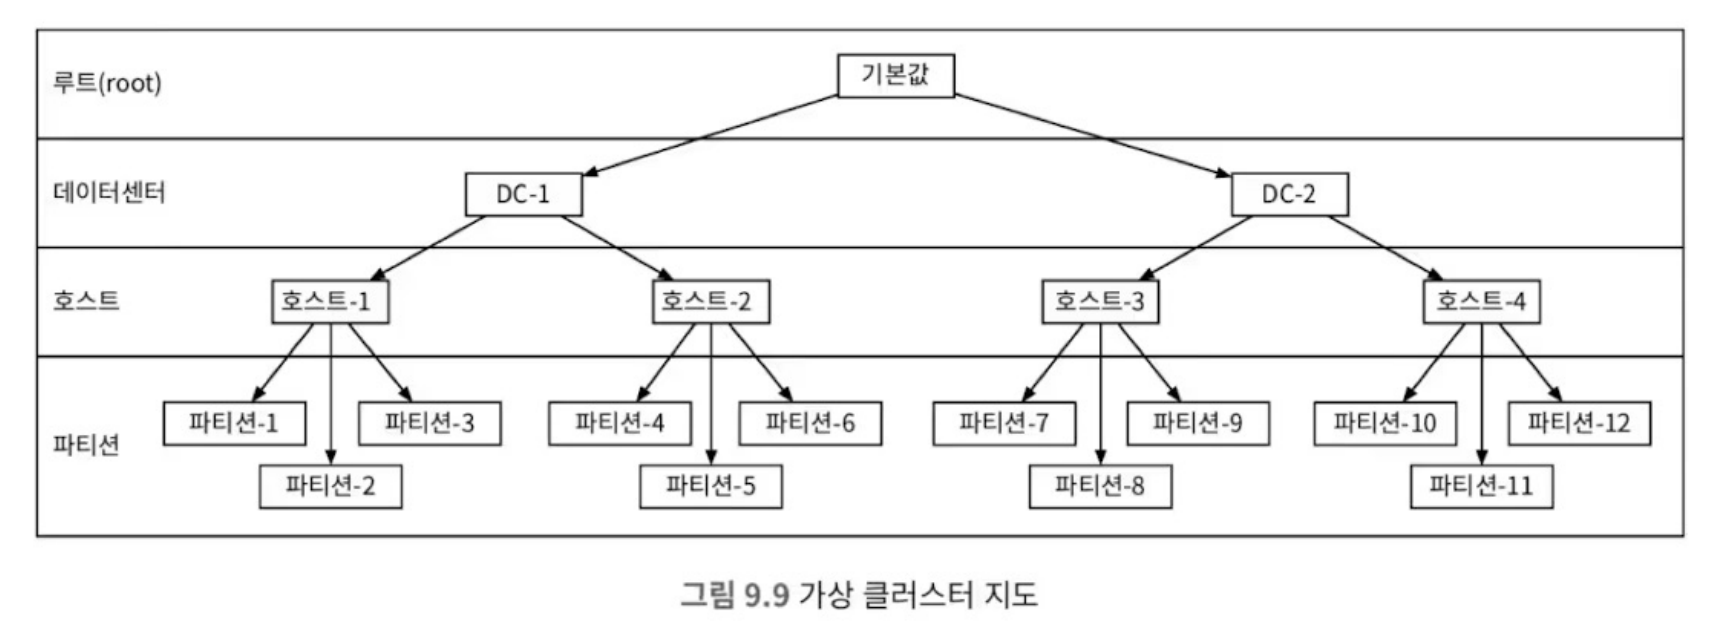 루트(root)
기본값
데이터센터
DC-1
DC-2
호스트
호스트-1
호스트-2
호스트-3
호스트-4
파티션
파티션-1
파티션-3
파티션-4
파티션-6
파티션-7
파티션-9
파티션-10
파티션-12
파티션-2
파티션-5
파티션-8
파티션-11
그림 9.9 가상 클러스터 지도